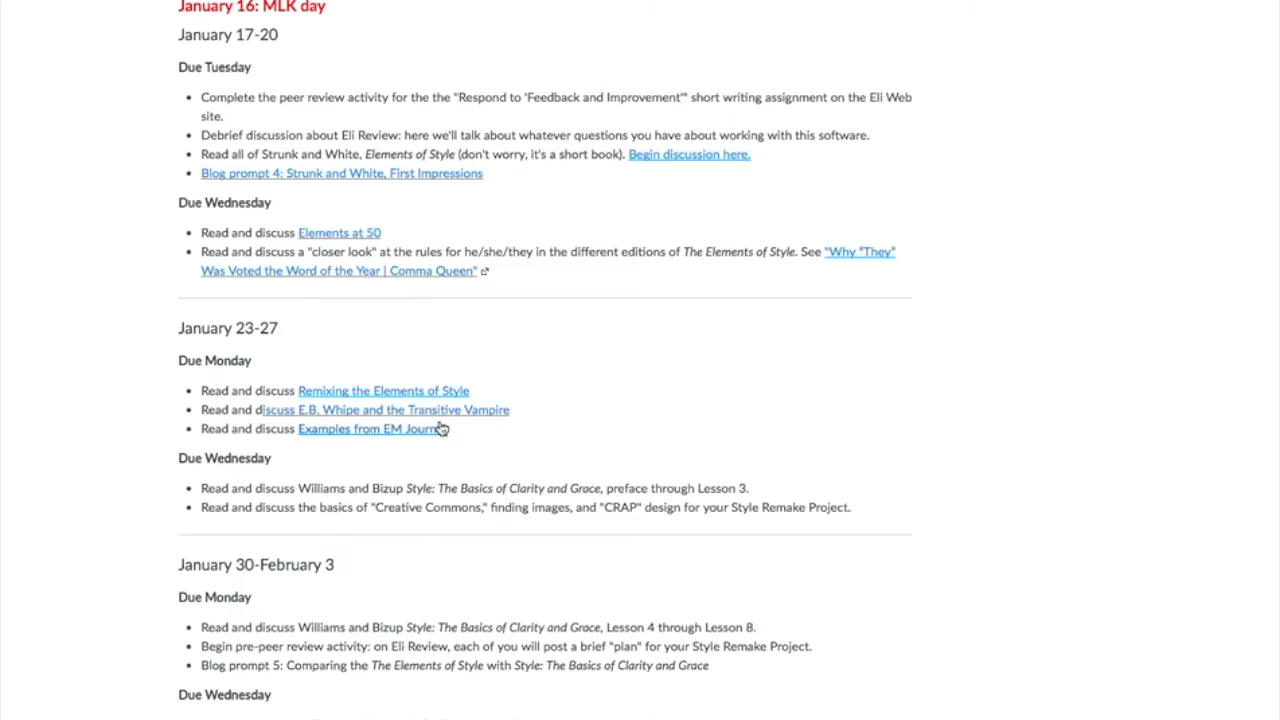 January 16: MLK day
January 17-20
Due Tuesday
Complete the peer review activity for the the "Respond to 'Feedback and Improvement'" short writing assignment on the Eli Web
site.
Debrief discussion about Eli Review: here we'll talk about whatever questions you have about working with this software.
Read all of Strunk and White, Elements of Style (don't worry, it's a short book). Begin discussion here.
Blog prompt 4: Strunk and White, First Impressions
Due Wednesday
Read and discuss Elements at 50
Read and discuss a "closer look" at the rules for he/she/they in the different editions of The Elements of Style. See "Why “They”
Was Voted the Word of the Year | Comma Queen"
January 23-27
Due Monday
Read and discuss Remixing the Elements of Style
Read and discuss E.B. Whipe and the Transitive Vampire
Read and discuss Examples from EM Journ
Due Wednesday
Read and discuss Williams and Bizup Style: The Basics of Clarity and Grace, preface through Lesson 3.
Read and discuss the basics of "Creative Commons," finding images, and "CRAP" design for your Style Remake Project.
January 30-February 3
Due Monday
Read and discuss Williams and Bizup Style: The Basics of Clarity and Grace, Lesson 4 through Lesson 8.
Begin pre-peer review activity: on Eli Review, each of you will post a brief "plan" for your Style Remake Project.
Blog prompt 5: Comparing the The Elements of Style with Style: The Basics of Clarity and Grace
Due Wednesday